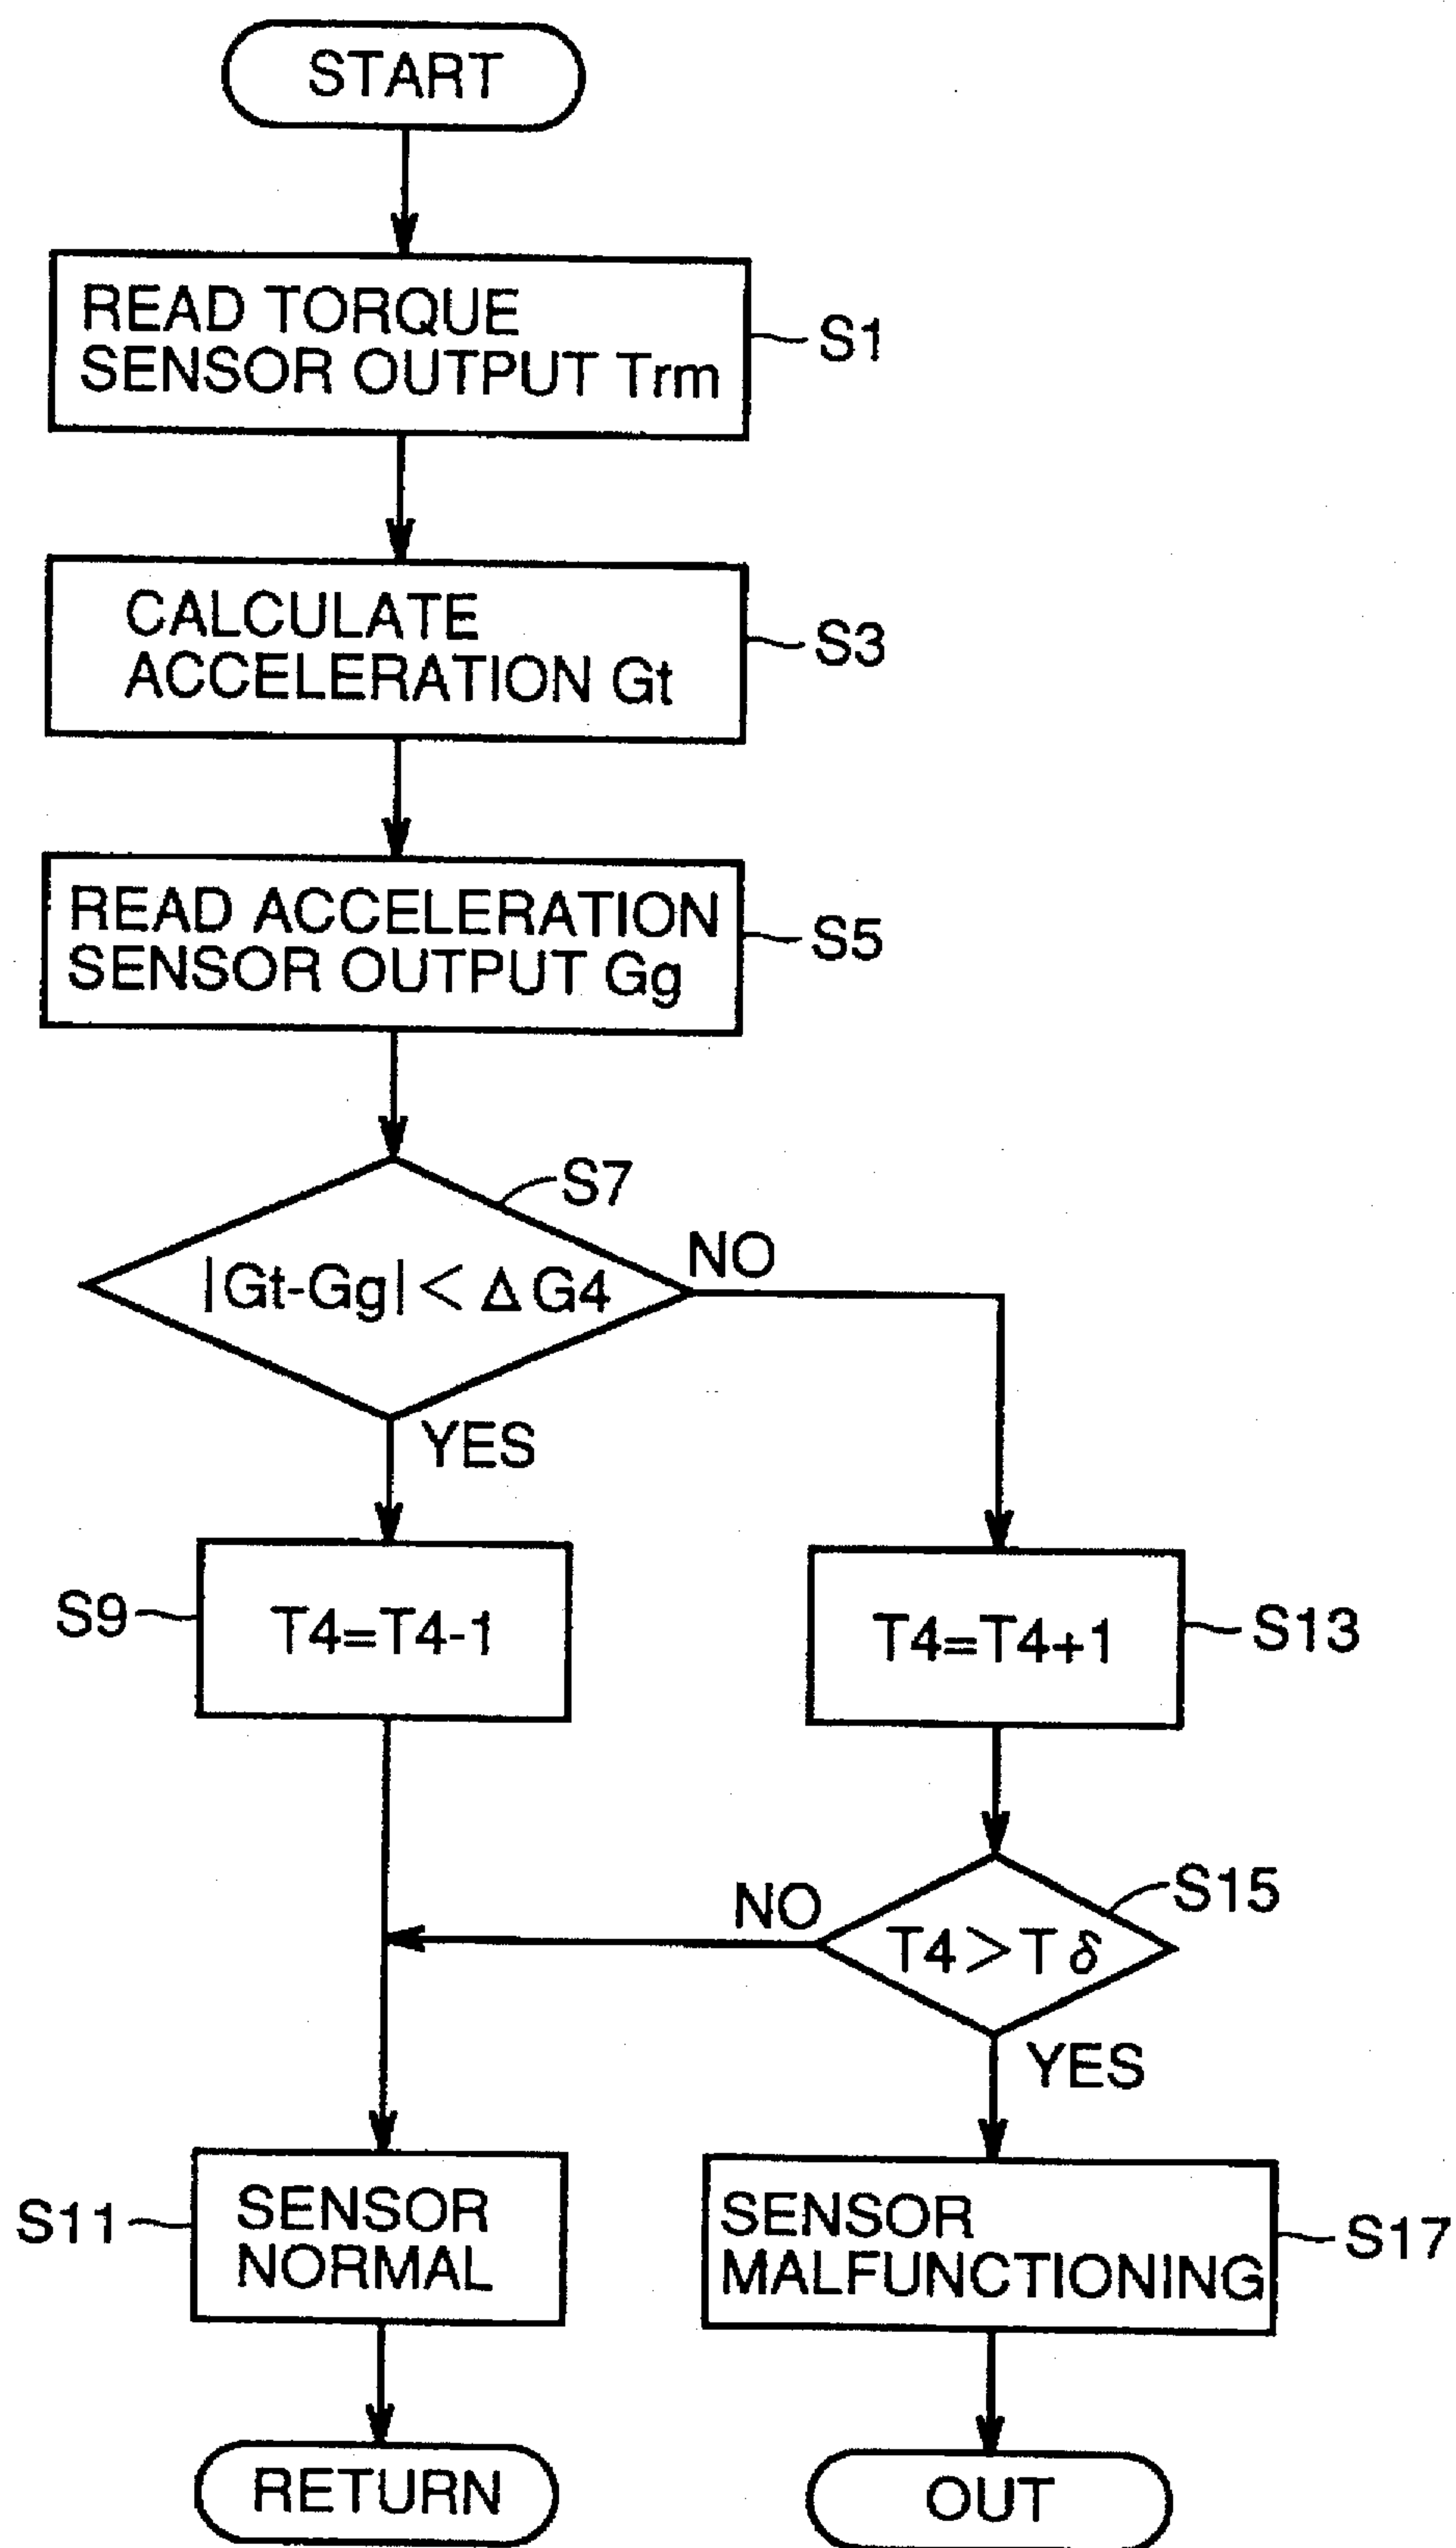 START
READ TORQUE
SENSOR OUTPUT Trm
S1
CALCULATE
ACCELERATION Gt
S3
READ ACCELERATION
SENSOR OUTPUT Gg
S5
S7
|Gt-Gg| < Δ G4
NO
YES
S9
T4=T4-1
T4=T4+1
S13
S15
NO
T4>T δ
YES
S11
SENSOR
NORMAL
SENSOR
MALFUNCTIONING
S17
RETURN
OUT